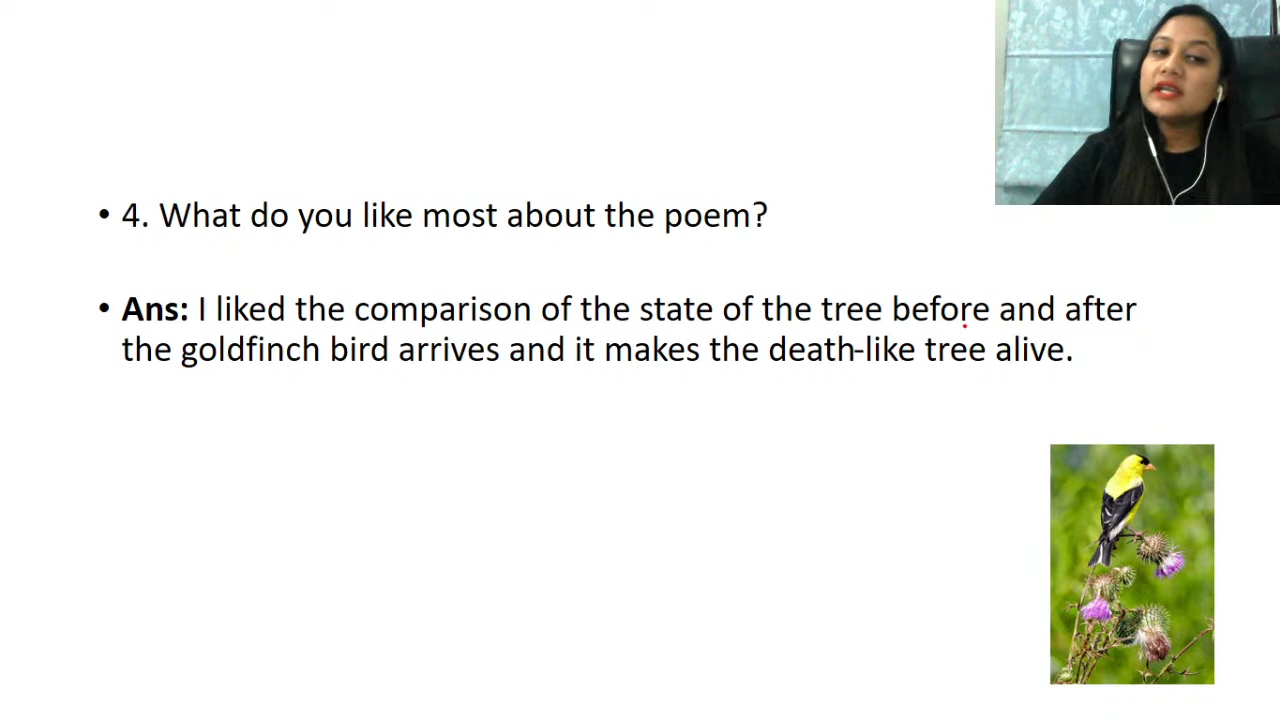 • 4. What do you like most about the poem?
• Ans: I liked the comparison of the state of the tree before and after
the goldfinch bird arrives and it makes the death-like tree alive.